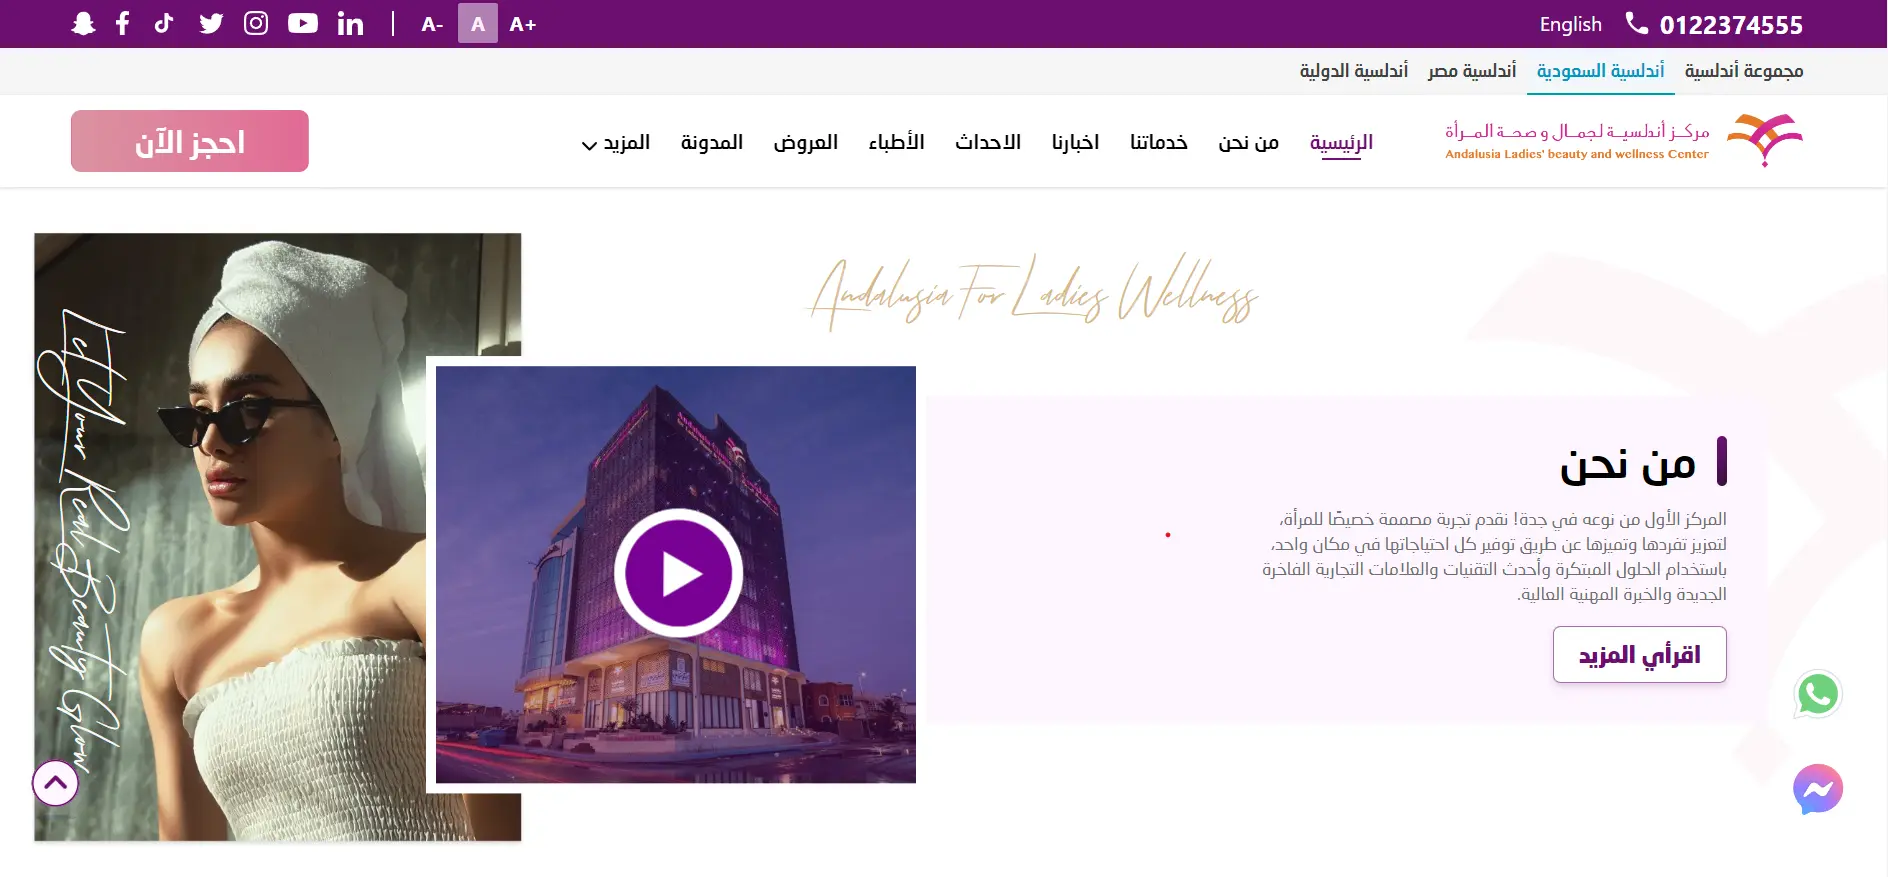 0122374555
English
A-
A
A+
مجموعة أندلسية
أندلسية السعودية
أندلسية مصر
أندلسية الدولية
مركز أندلسية لجمال و صحة المرأة
Andalusia Ladies' beauty and wellness Center
الرئيسية
من نحن
خدماتنا
اخبارنا
الاحداث
الأطباء
العروض
المدونة
المزيد
احجز الآن
Andalusia For Ladies Wellness
من نحن
المركز الأول من نوعه في جدة! نقدم تجربة مصممة خصيصًا للمرأة،
لتعزيز تفردها وتميزها عن طريق توفير كل احتياجاتها في مكان واحد،
باستخدام الحلول المبتكرة وأحدث التقنيات والعلامات التجارية الفاخرة
الجديدة والخبرة المهنية العالية.
اقرأي المزيد
Let Your Real Beauty Glow